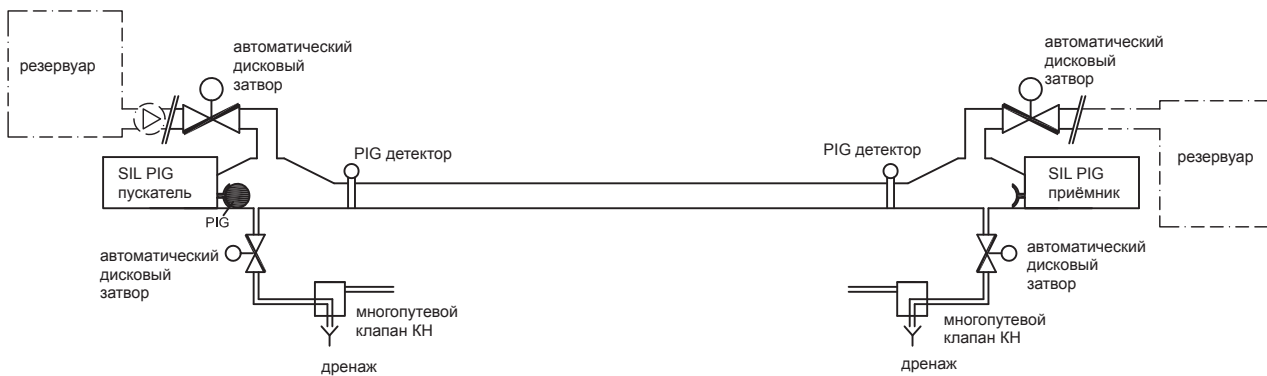 резервуар
автоматический
дисковый
затвор
автоматический
дисковый
затвор
резервуар
PIG детектор
PIG детектор
SIL PIG
пускатель
PIG
SIL PIG
приёмник
автоматический
дисковый
затвор
автоматический
дисковый
затвор
многопутевой
клапан КН
дренаж
многопутевой
клапан КН
дренаж